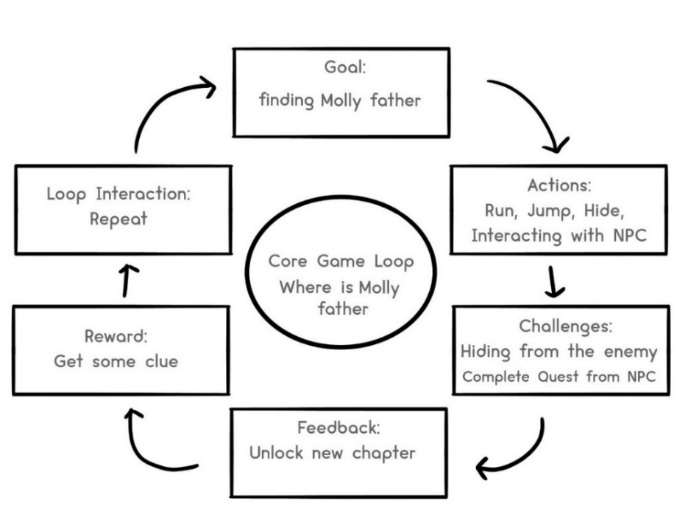 Goal:
finding Molly father
Actions:
Run, Jump, Hide,
Interacting with NPC
Challenges:
Hiding from the enemy
Complete Quest from NPC
Feedback:
Unlock new chapter
Reward:
Get some clue
Loop Interaction:
Repeat
Core Game Loop
Where is Molly
father